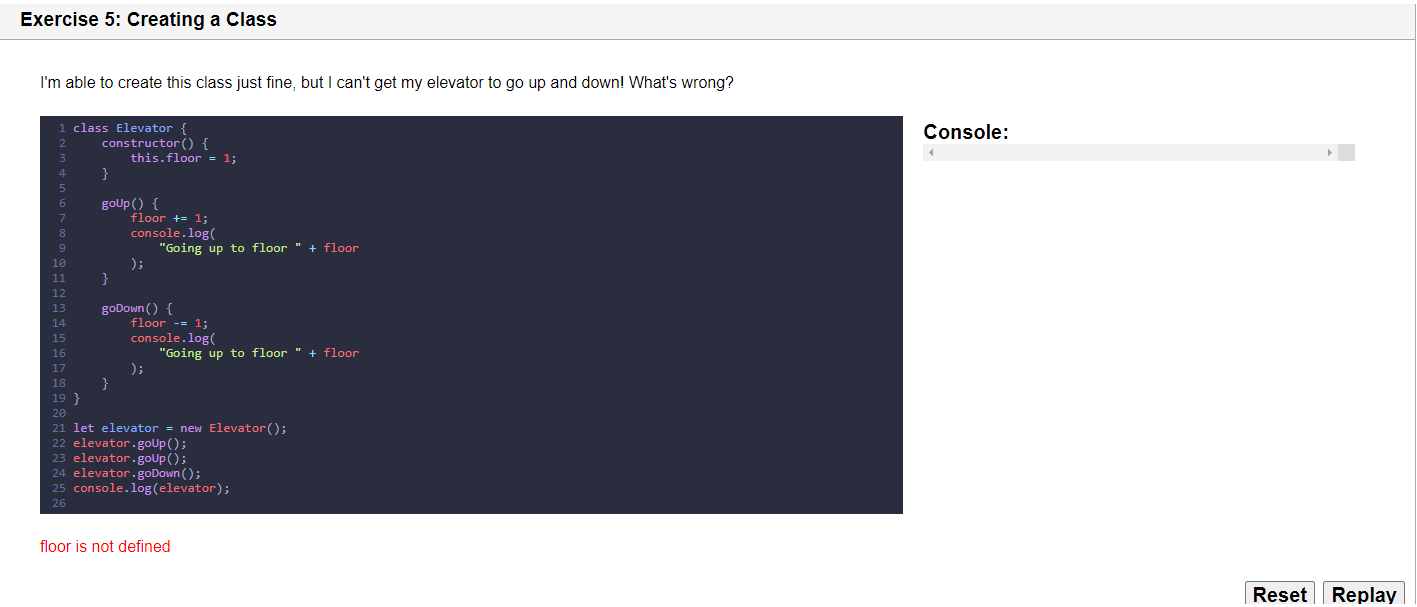 Exercise 5: Creating a Class
I'm able to create this class just fine, but I can't get my elevator to go up and down! What's wrong?
1 class Elevator {
2     constructor() {
3         this.floor = 1;
4     }
5
6     goUp() {
7         floor += 1;
8         console.log(
9             "Going up to floor " + floor
10         );
11     }
12
13     goDown() {
14         floor -= 1;
15         console.log(
16             "Going up to floor " + floor
17         );
18     }
19 }
20
21 let elevator = new Elevator();
22 elevator.goUp();
23 elevator.goUp();
24 elevator.goDown();
25 console.log(elevator);
26
Console:
floor is not defined
Reset Replay